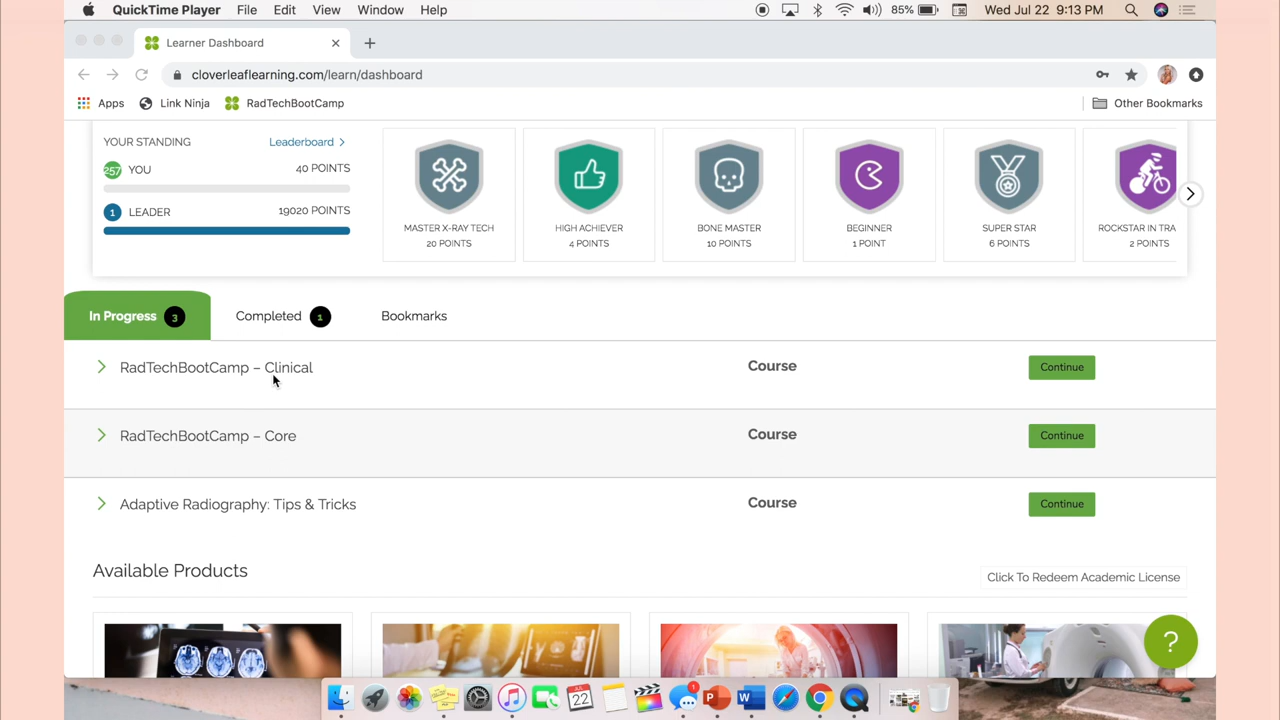 QuickTime Player File Edit View Window Help 85% Wed Jul 22 9:13 PM
Learner Dashboard
cloverleaflearning.com/learn/dashboard
Apps Link Ninja RadTechBootCamp Other Bookmarks
YOUR STANDING Leaderboard
257 YOU 40 POINTS
1 LEADER 19020 POINTS
MASTER X-RAY TECH
20 POINTS
HIGH ACHIEVER
4 POINTS
BONE MASTER
10 POINTS
BEGINNER
1 POINT
SUPER STAR
6 POINTS
ROCKSTAR IN TRA
2 POINTS
In Progress 3 Completed 1 Bookmarks
RadTechBootCamp – Clinical Course Continue
RadTechBootCamp – Core Course Continue
Adaptive Radiography: Tips & Tricks Course Continue
Available Products Click To Redeem Academic License
?
JUL
22
1